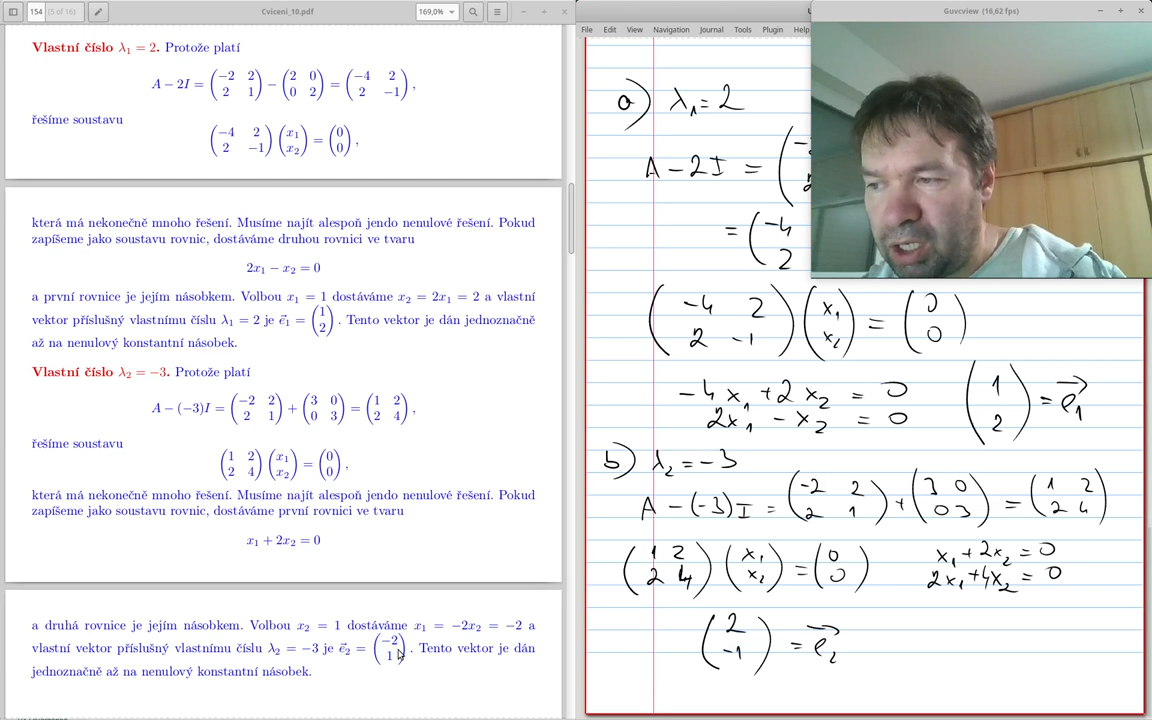 154 (5 of 16)
Cviceni_10.pdf
169,0%
Vlastní číslo λ₁ = 2. Protože platí
A − 2I = (−2 2; 2 1) − (2 0; 0 2) = (−4 2; 2 −1),
řešíme soustavu
(−4 2; 2 −1)(x₁; x₂) = (0; 0),
která má nekonečně mnoho řešení. Musíme najít alespoň jendo nenulové řešení. Pokud
zapíšeme jako soustavu rovnic, dostáváme druhou rovnici ve tvaru
2x₁ − x₂ = 0
a první rovnice je jejím násobkem. Volbou x₁ = 1 dostáváme x₂ = 2x₁ = 2 a vlastní
vektor příslušný vlastnímu číslu λ₁ = 2 je e⃗₁ = (1; 2). Tento vektor je dán jednoznačně
až na nenulový konstantní násobek.
Vlastní číslo λ₂ = −3. Protože platí
A − (−3)I = (−2 2; 2 1) + (3 0; 0 3) = (1 2; 2 4),
řešíme soustavu
(1 2; 2 4)(x₁; x₂) = (0; 0),
která má nekonečně mnoho řešení. Musíme najít alespoň jendo nenulové řešení. Pokud
zapíšeme jako soustavu rovnic, dostáváme první rovnici ve tvaru
x₁ + 2x₂ = 0
a druhá rovnice je jejím násobkem. Volbou x₂ = 1 dostáváme x₁ = −2x₂ = −2 a
vlastní vektor příslušný vlastnímu číslu λ₂ = −3 je e⃗₂ = (−2; 1). Tento vektor je dán
jednoznačně až na nenulový konstantní násobek.
Guvcview (16,62 fps)
File Edit View Navigation Journal Tools Plugin Help
a) λ₁ = 2
A − 2I =
= (−4
2
(−4 2; 2 −1)(x₁; x₂) = (0; 0)
−4x₁ + 2x₂ = 0
2x₁ − x₂ = 0
(1; 2) = e⃗₁
b) λ₂ = −3
A − (−3)I = (−2 2; 2 1) + (3 0; 0 3) = (1 2; 2 4)
(1 2; 2 4)(x₁; x₂) = (0; 0)
x₁ + 2x₂ = 0
2x₁ + 4x₂ = 0
(2; −1) = e⃗₂